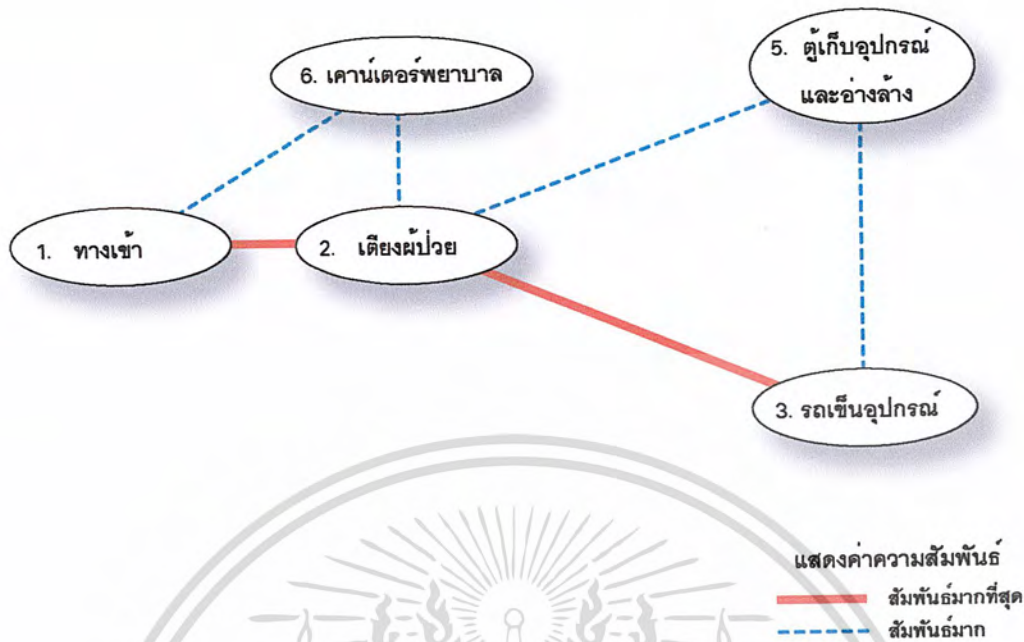 6. เคาน์เตอร์พยาบาล
5. ตู้เก็บอุปกรณ์
และอ่างล้าง
1. ทางเข้า
2. เตียงผู้ป่วย
3. รถเข็นอุปกรณ์
แสดงค่าความสัมพันธ์
สัมพันธ์มากที่สุด
สัมพันธ์มาก